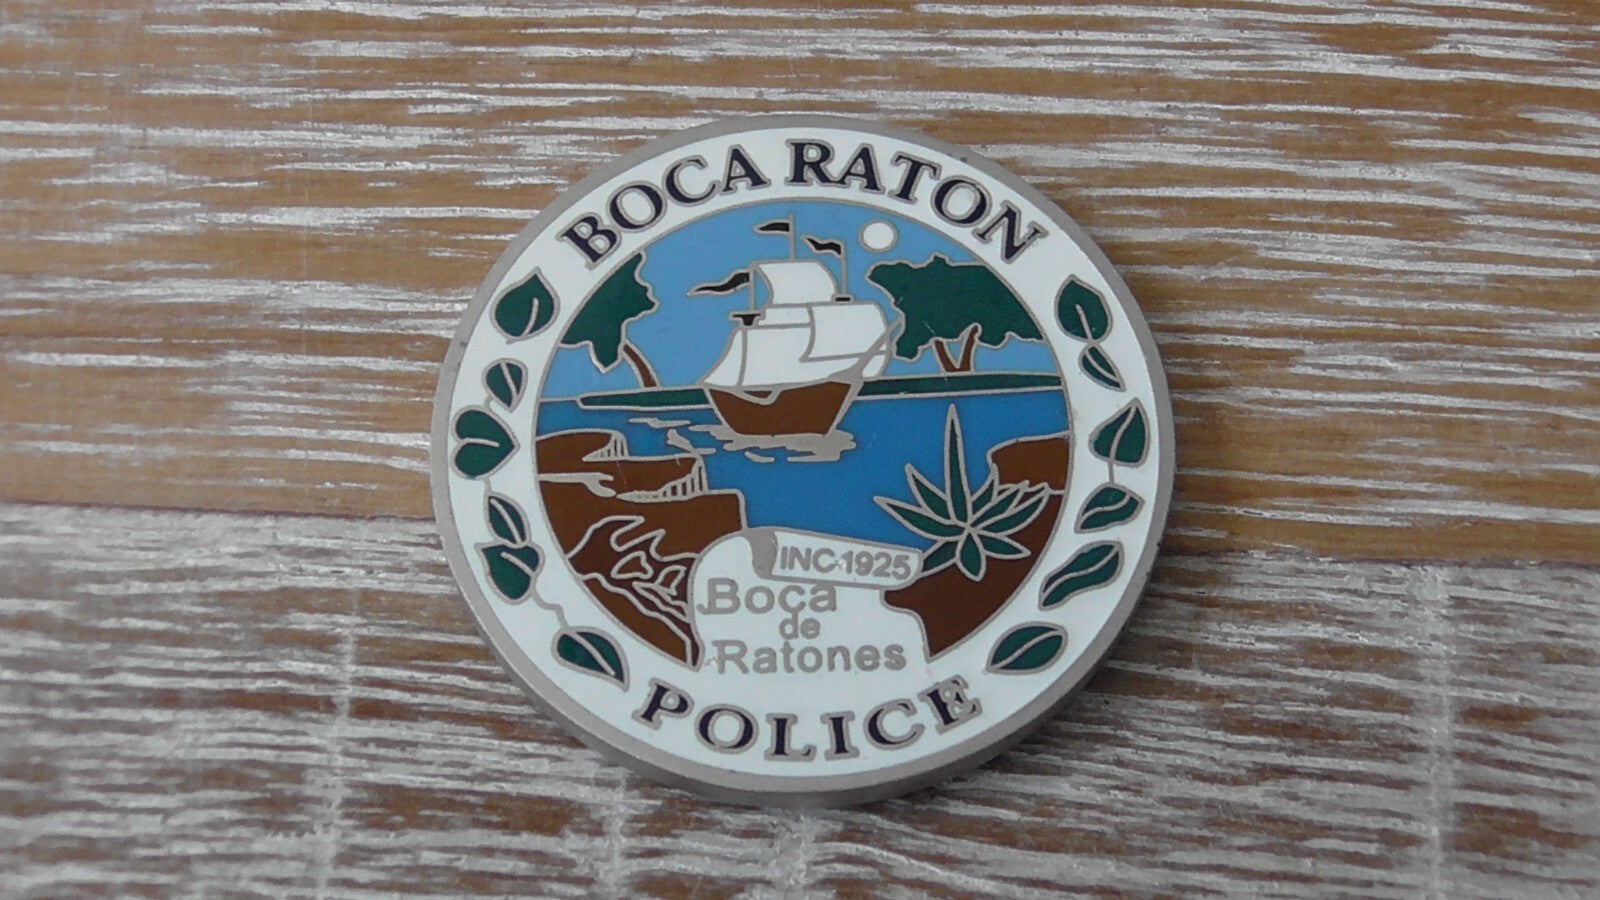 BOCA RATON
INC 1925
Boca
de
Ratones
POLICE